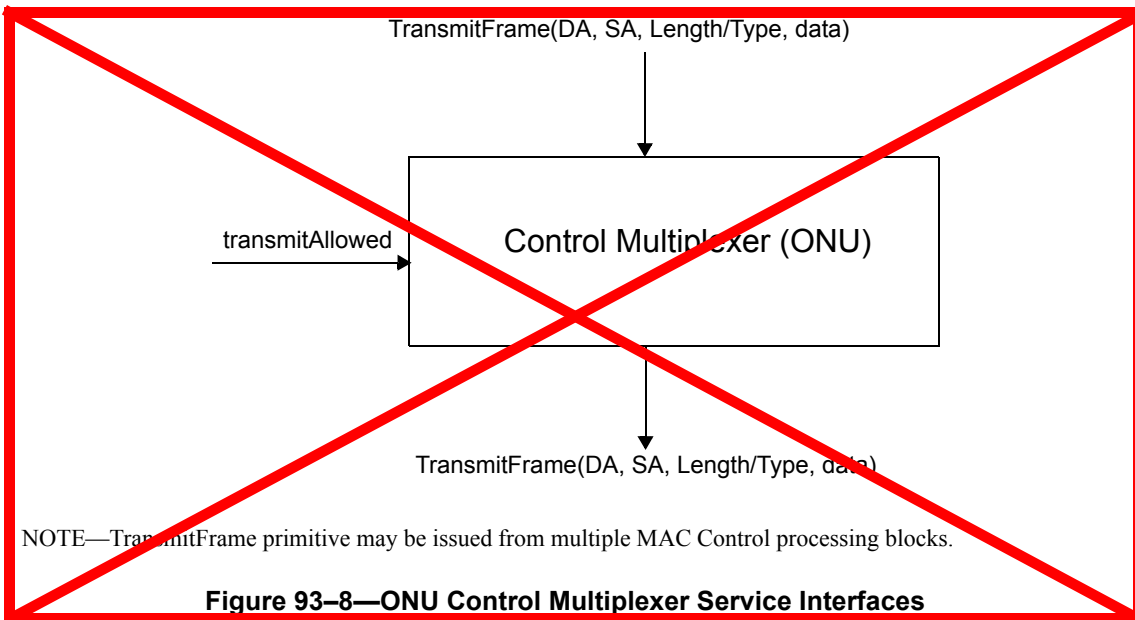 TransmitFrame(DA, SA, Length/Type, data)
transmitAllowed
Control Multiplexer (ONU)
TransmitFrame(DA, SA, Length/Type, data)
NOTE—TransmitFrame primitive may be issued from multiple MAC Control processing blocks.
Figure 93–8—ONU Control Multiplexer Service Interfaces